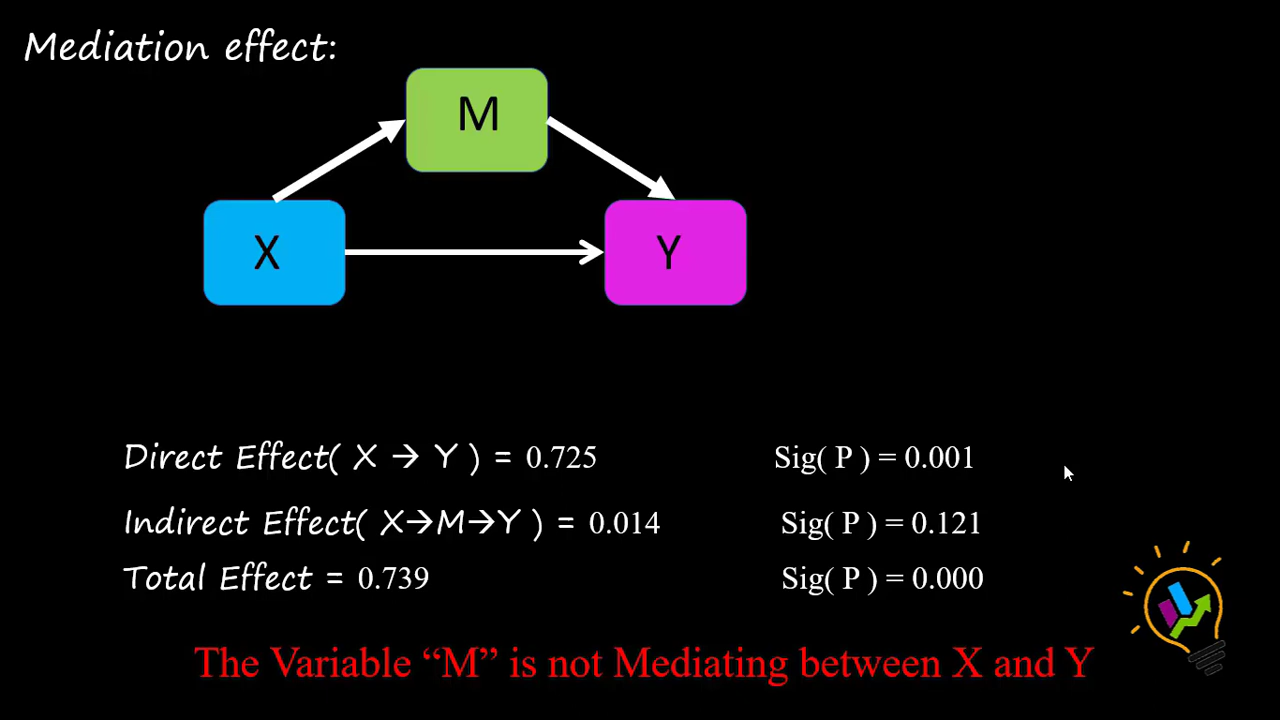 Mediation effect:
M
X
Y
Direct Effect( X → Y ) = 0.725 Sig( P ) = 0.001
Indirect Effect( X→M→Y ) = 0.014 Sig( P ) = 0.121
Total Effect = 0.739 Sig( P ) = 0.000
The Variable “M” is not Mediating between X and Y